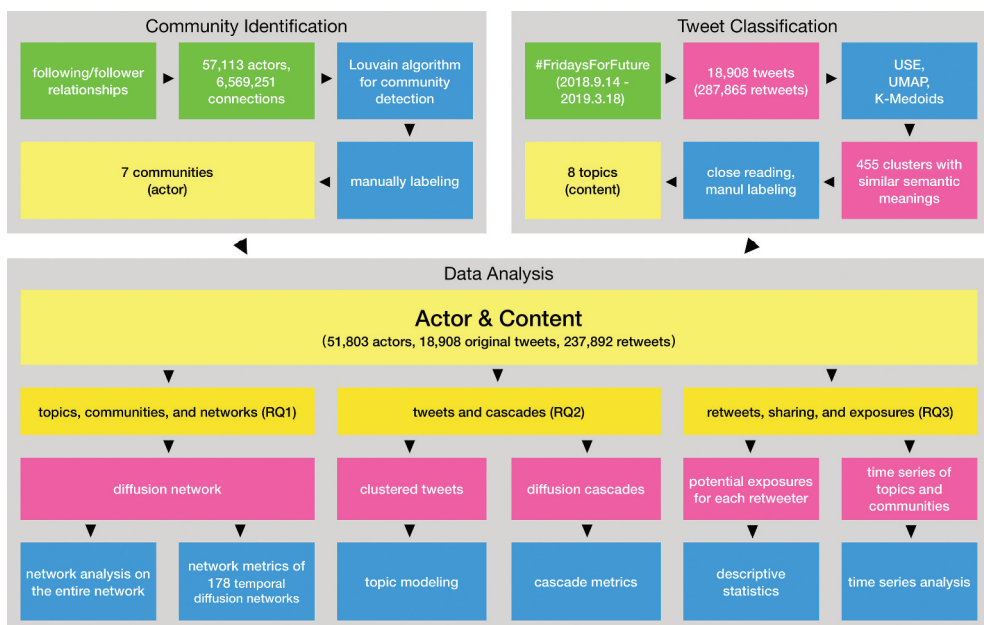 Community Identification
following/follower
relationships
57,113 actors,
6,569,251
connections
Louvain algorithm
for community
detection
7 communities
(actor)
manually labeling
Tweet Classification
#FridaysForFuture
(2018.9.14 -
2019.3.18)
18,908 tweets
(287,865 retweets)
USE,
UMAP,
K-Medoids
8 topics
(content)
close reading,
manul labeling
455 clusters with
similar semantic
meanings
Data Analysis
Actor & Content
(51,803 actors, 18,908 original tweets, 237,892 retweets)
topics, communities, and networks (RQ1)
tweets and cascades (RQ2)
retweets, sharing, and exposures (RQ3)
diffusion network
clustered tweets
diffusion cascades
potential exposures
for each retweeter
time series of
topics and
communities
network analysis on
the entire network
network metrics of
178 temporal
diffusion networks
topic modeling
cascade metrics
descriptive
statistics
time series analysis